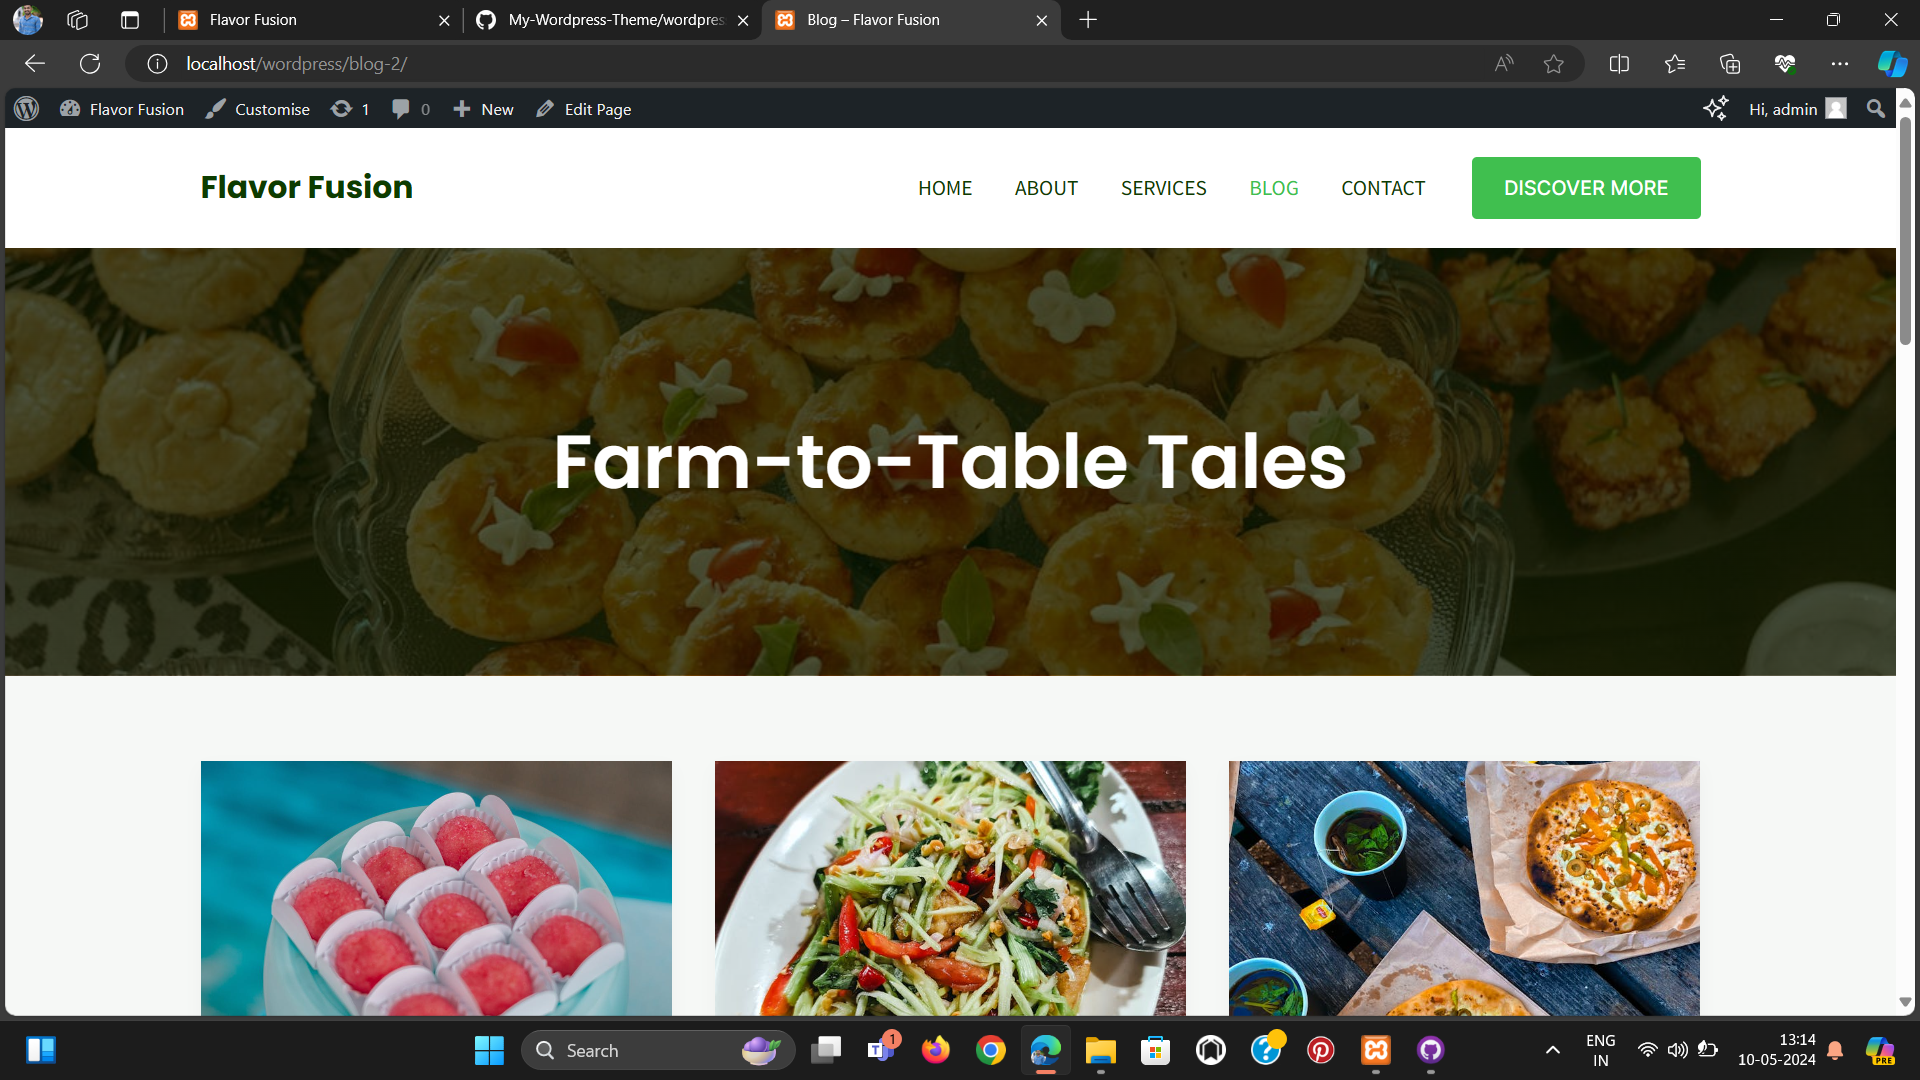 Flavor Fusion
My-Wordpress-Theme/wordpres
Blog – Flavor Fusion
localhost/wordpress/blog-2/
Flavor Fusion
Customise
1
0
New
Edit Page
Hi, admin
Flavor Fusion
HOME
ABOUT
SERVICES
BLOG
CONTACT
DISCOVER MORE
Farm-to-Table Tales
Search
1
ENG
IN
13:14
10-05-2024
PRE